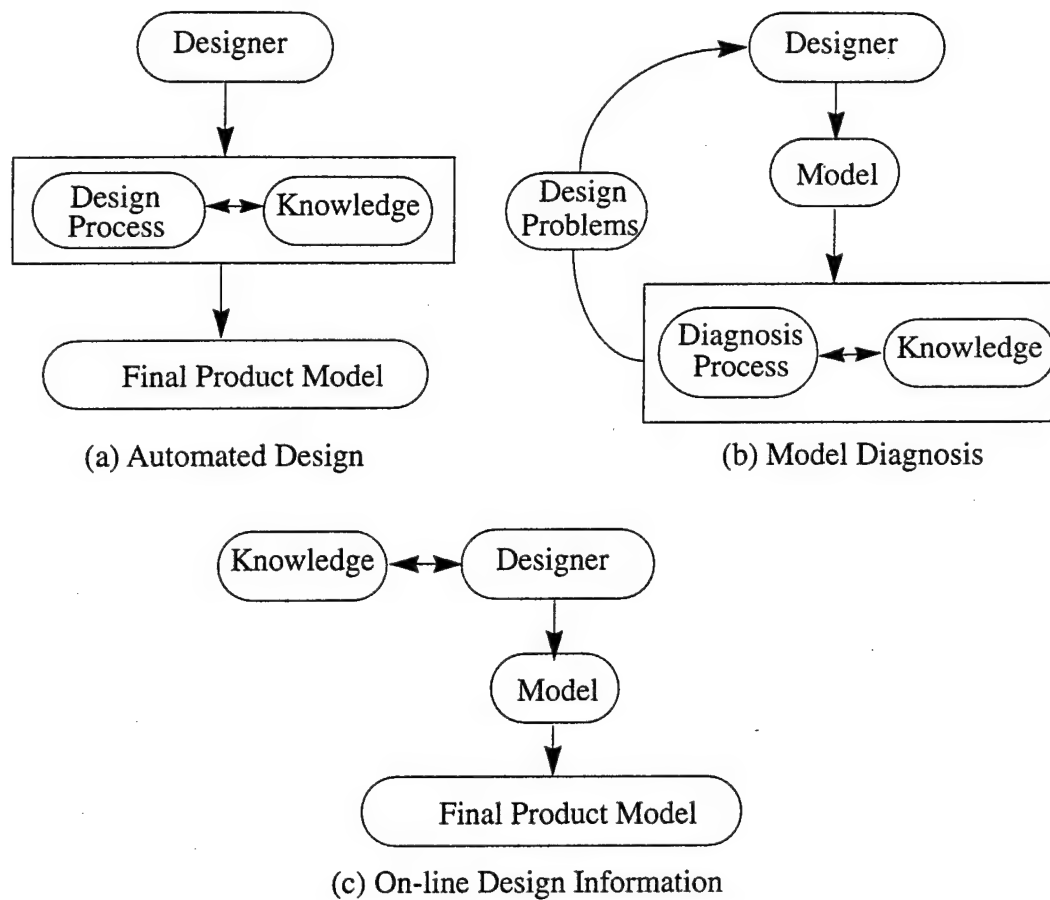 Designer
Design
Process
Knowledge
Final Product Model
(a) Automated Design
Designer
Model
Design
Problems
Diagnosis
Process
Knowledge
(b) Model Diagnosis
Knowledge
Designer
Model
Final Product Model
(c) On-line Design Information